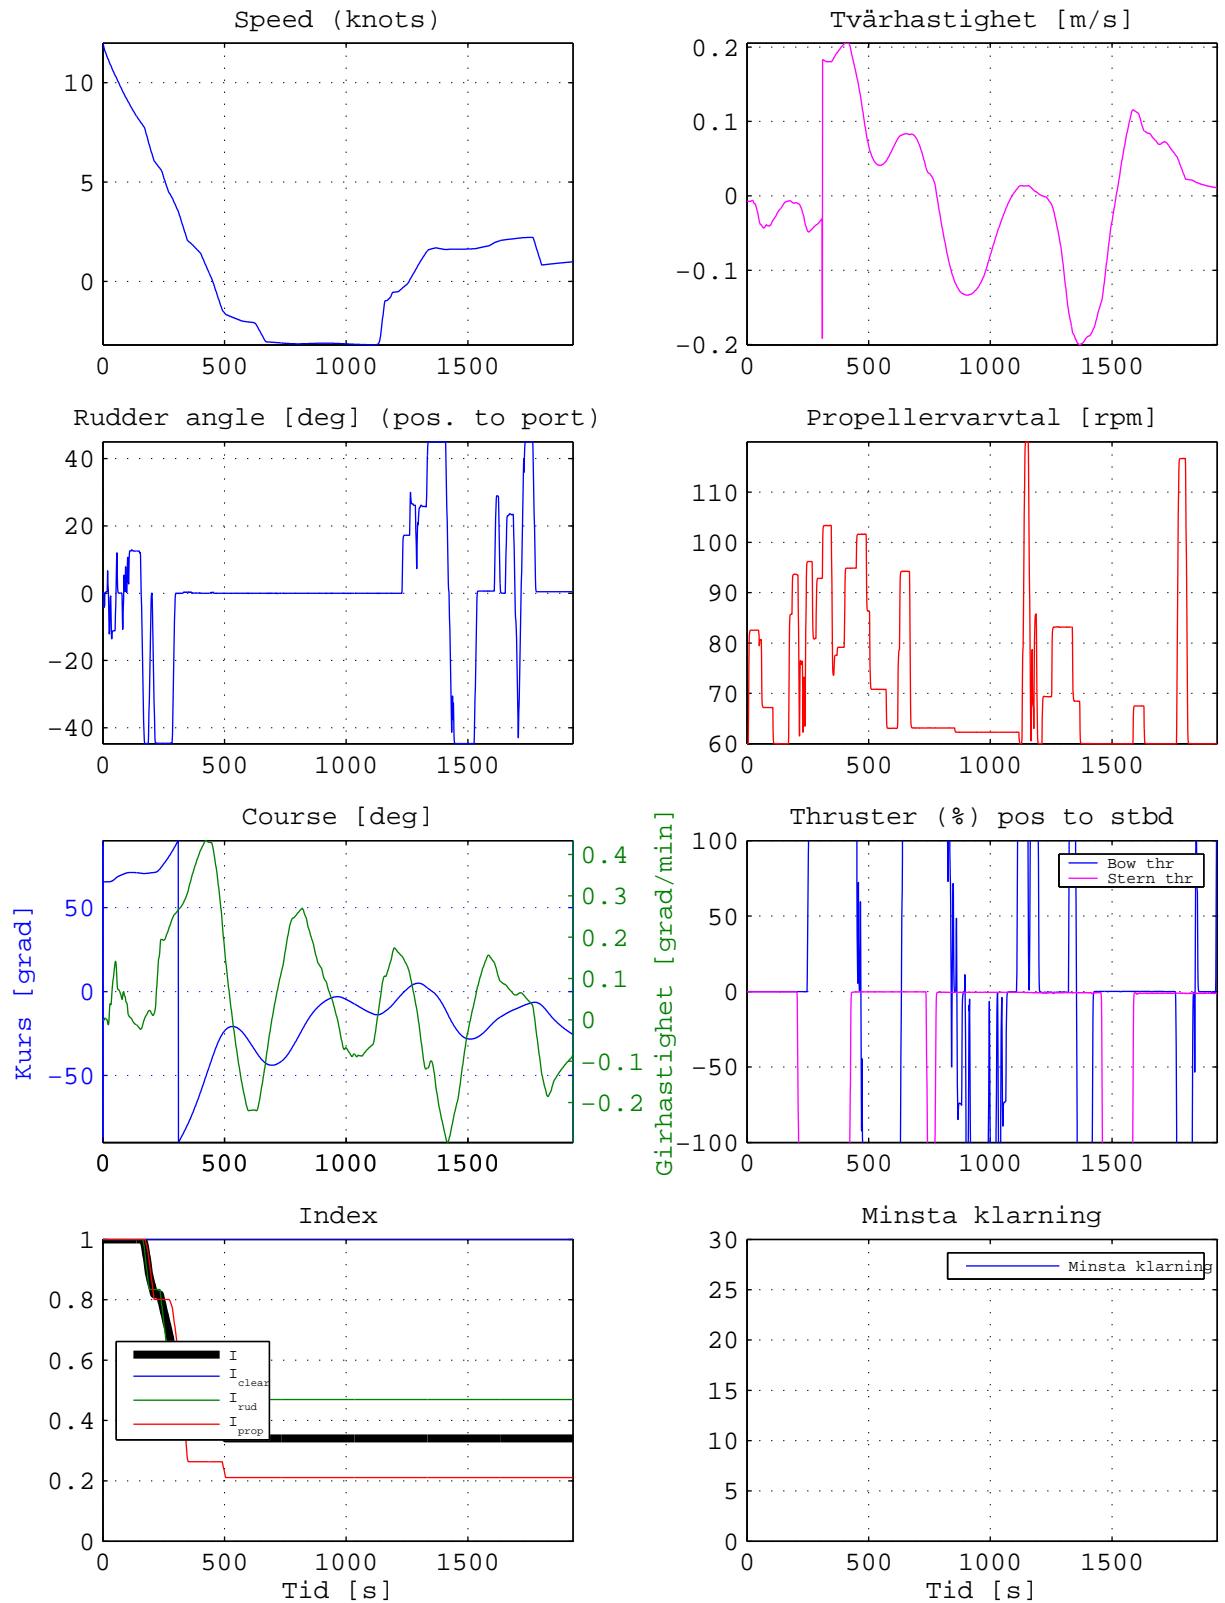 Speed (knots)
10
5
0
0 500 1000 1500
Tvärhastighet [m/s]
0.2
0.1
0
−0.1
−0.2
0 500 1000 1500
Rudder angle [deg] (pos. to port)
40
20
0
−20
−40
0 500 1000 1500
Propellervarvtal [rpm]
110
100
90
80
70
60
0 500 1000 1500
Course [deg]
Kurs [grad]
50
0
−50
0 500 1000 1500
0.4
0.3
0.2
0.1
0
−0.1
−0.2
Girhastighet [grad/min]
Thruster (%) pos to stbd
100
50
0
−50
−100
0 500 1000 1500
Bow thr
Stern thr
Index
1
0.8
0.6
0.4
0.2
0
0 500 1000 1500
Tid [s]
I
I clear
I rud
I prop
Minsta klarning
30
25
20
15
10
5
0
0 500 1000 1500
Tid [s]
Minsta klarning